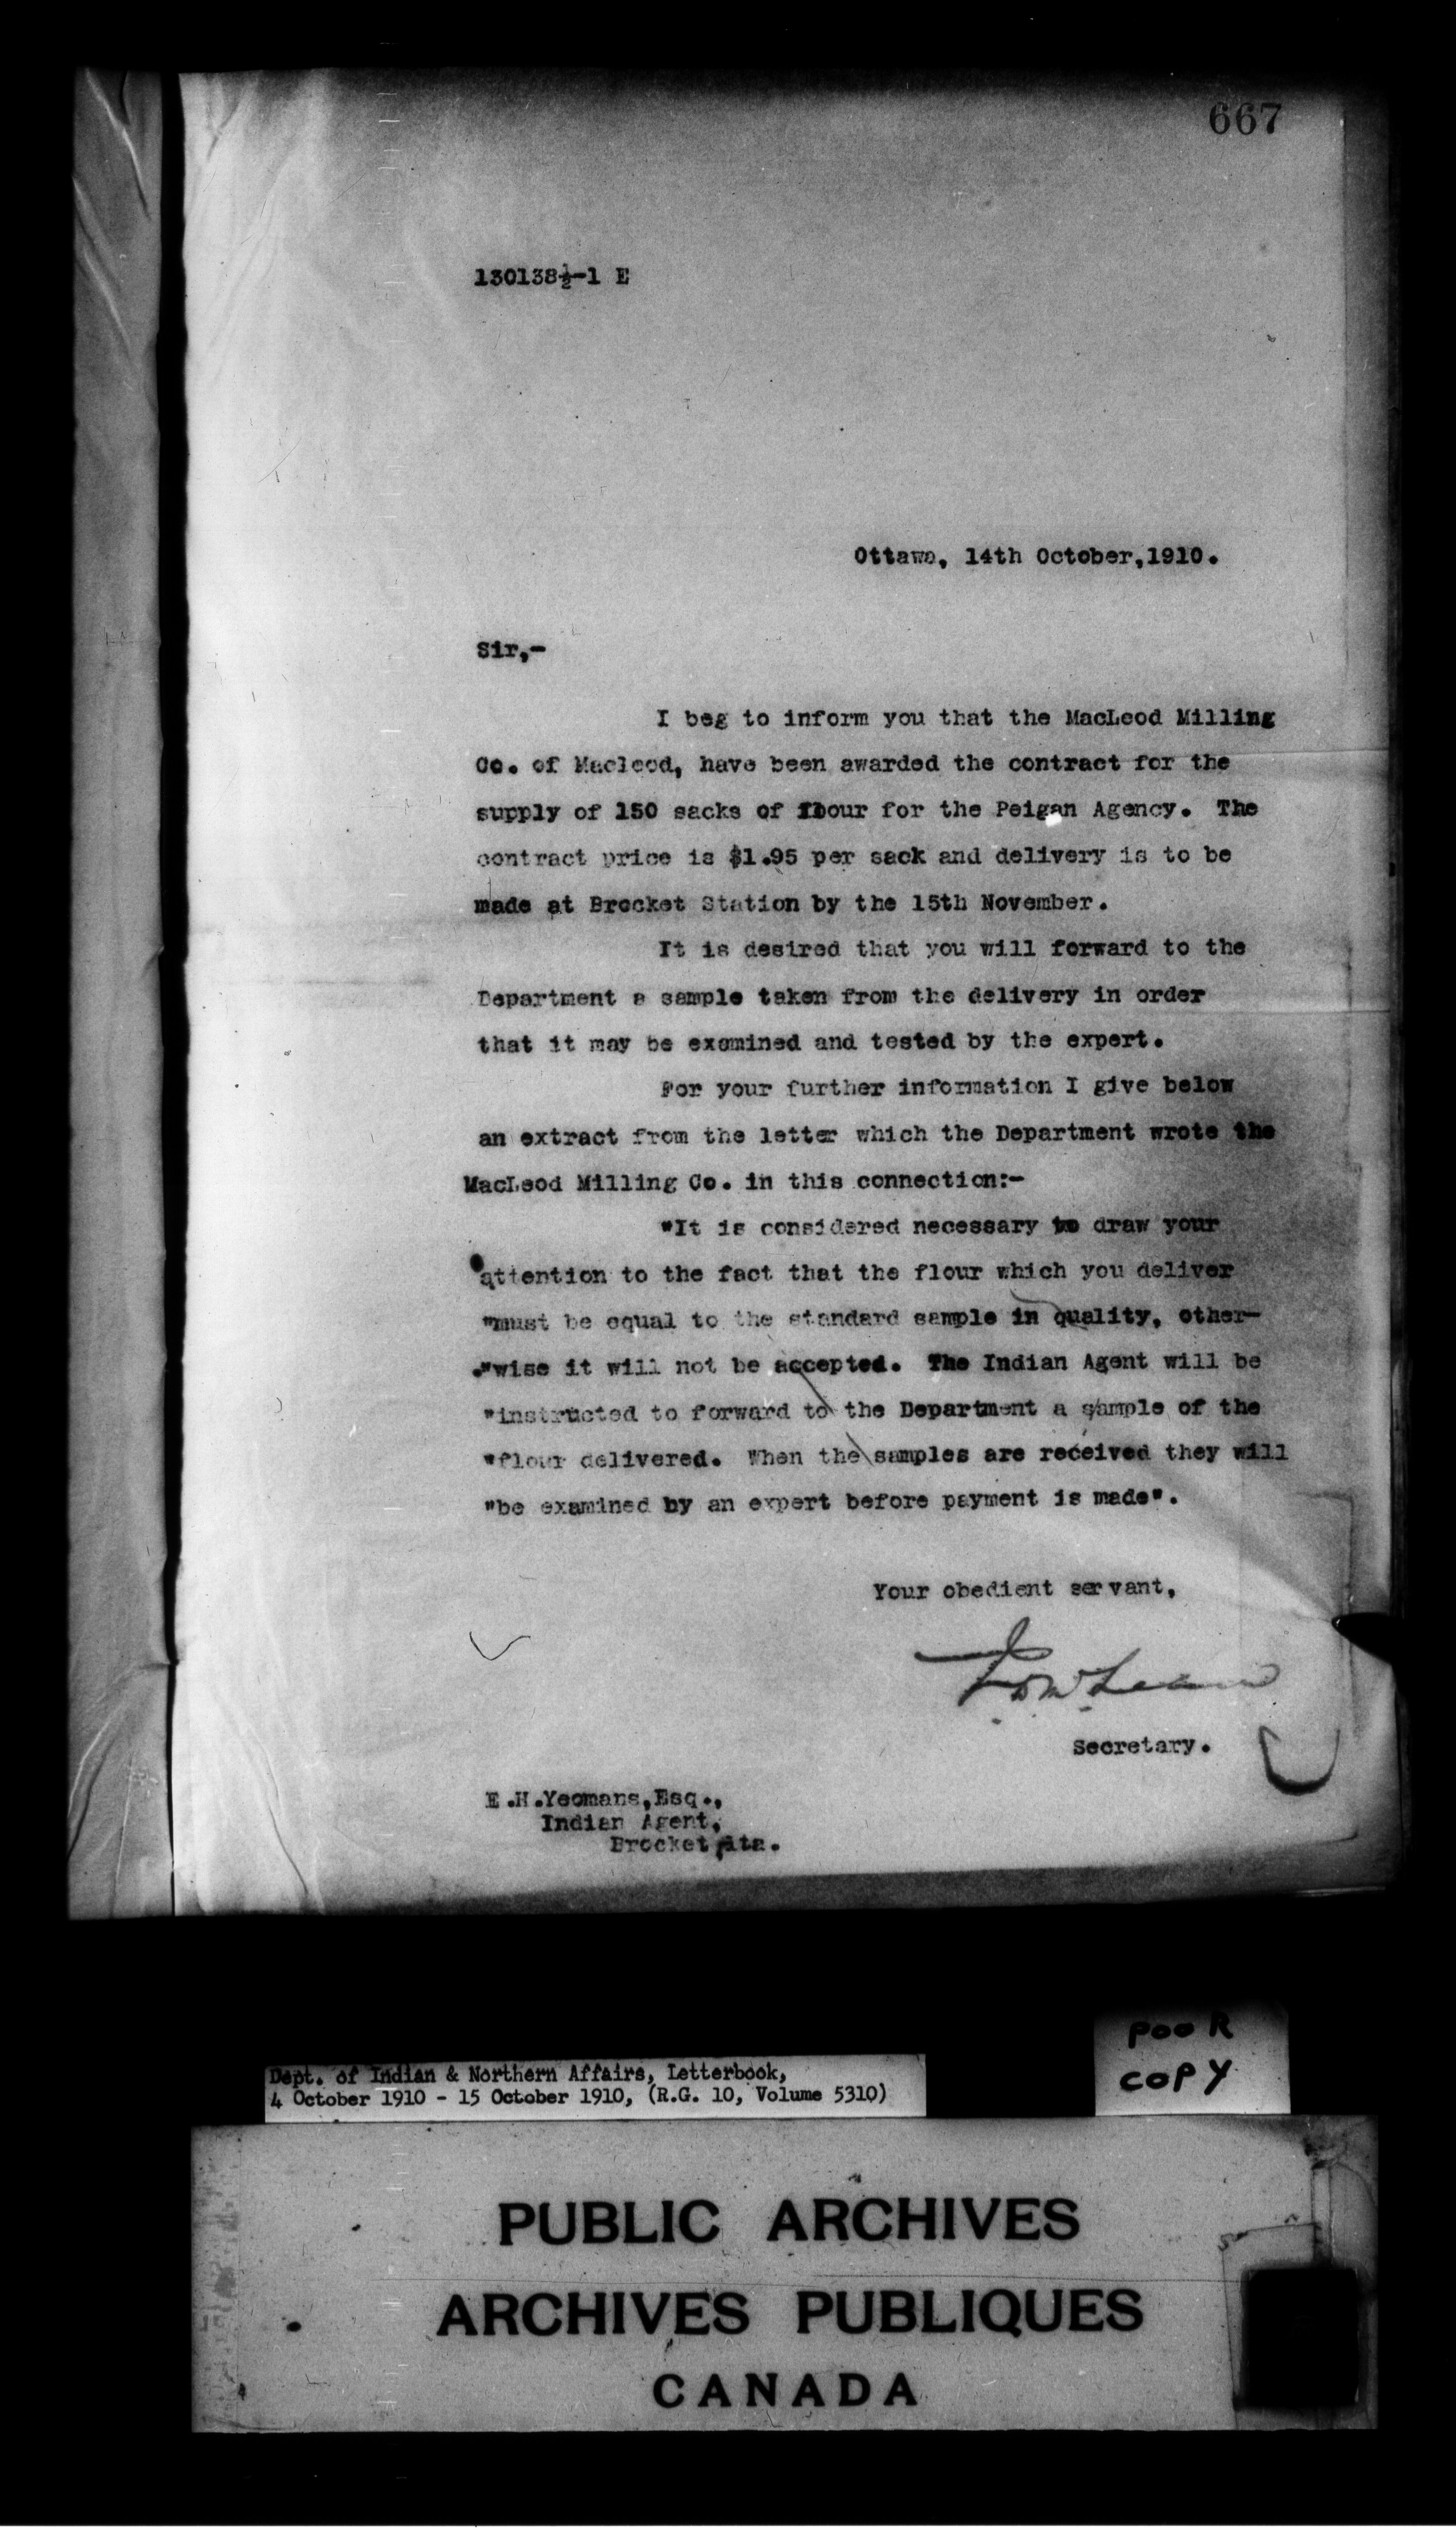 667
130138½-1 E
Ottawa, 14th October,1910.
Sir,-
I beg to inform you that the MacLeod Milling
Co. of Macleod, have been awarded the contract for the
supply of 150 sacks of flour for the Peigan Agency. The
contract price is $1.95 per sack and delivery is to be
made at Brocket Station by the 15th November.
It is desired that you will forward to the
Department a sample taken from the delivery in order
that it may be examined and tested by the expert.
For your further information I give below
an extract from the letter which the Department wrote the
MacLeod Milling Co. in this connection:-
"It is considered necessary to draw your
attention to the fact that the flour which you deliver
"must be equal to the standard sample in quality, other-
"wise it will not be accepted. The Indian Agent will be
"instructed to forward to the Department a sample of the
"flour delivered. When the samples are received they will
"be examined by an expert before payment is made".
Your obedient servant,
Secretary.
E.H.Yeomans,Esq.,
Indian Agent,
Brocket Alta.
POOR
COPY
Dept. of Indian & Northern Affairs, Letterbook,
4 October 1910 - 15 October 1910, (R.G. 10, Volume 5310)
PUBLIC ARCHIVES
ARCHIVES PUBLIQUES
CANADA